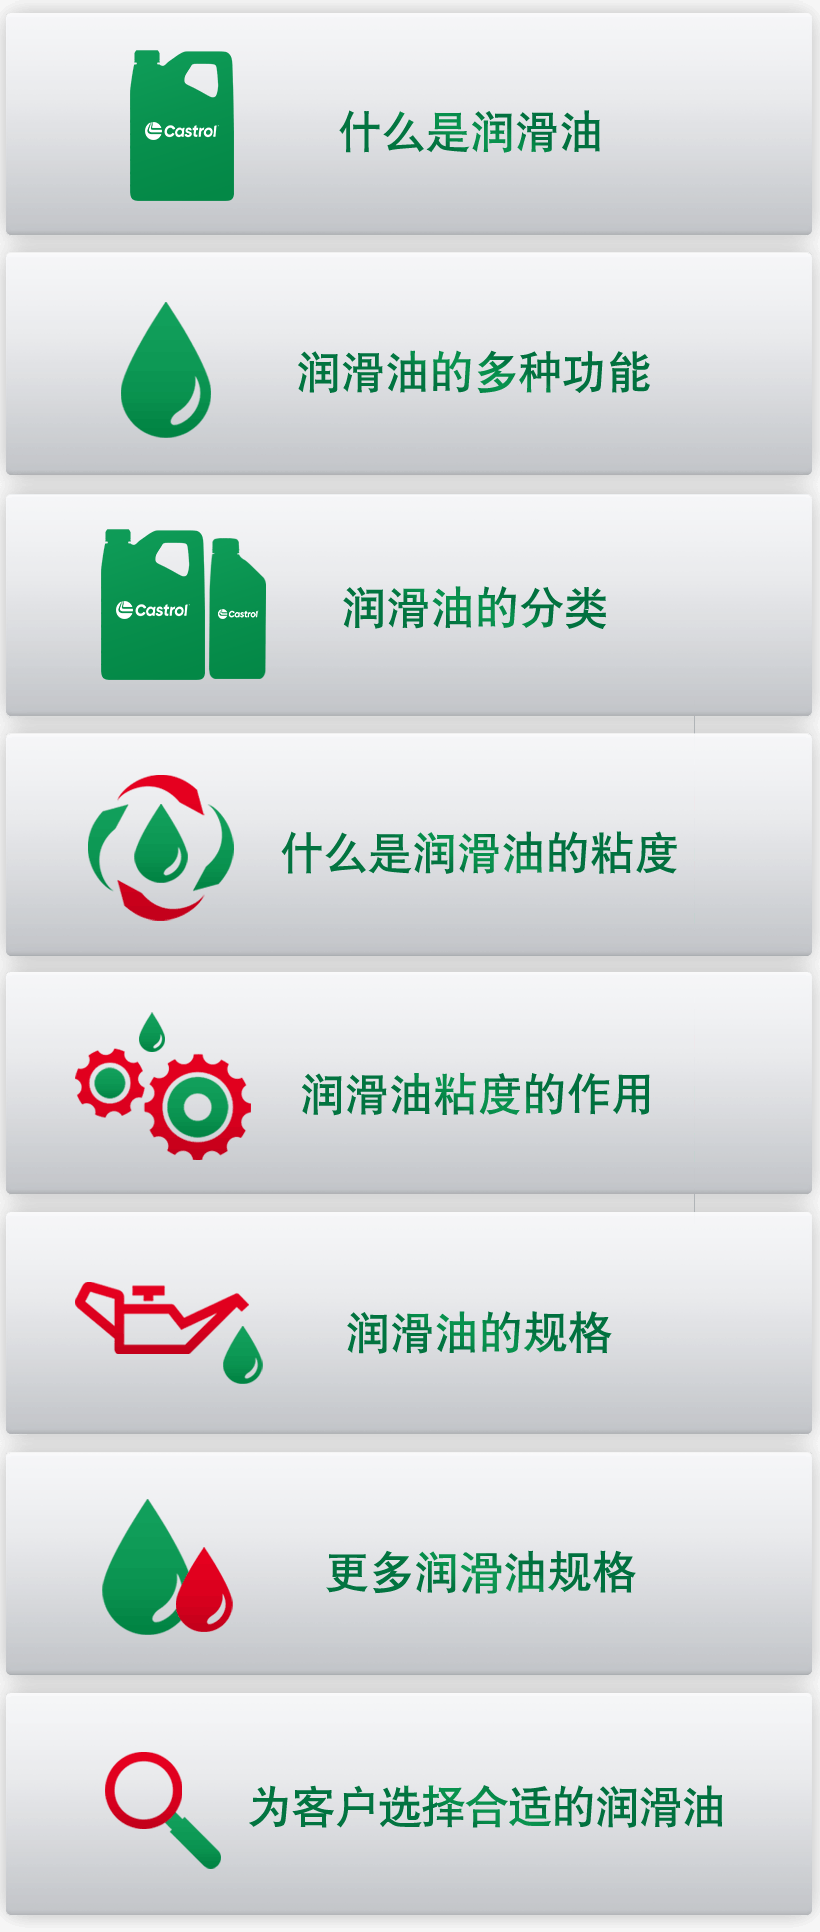 Castrol
什么是润滑油
润滑油的多种功能
Castrol
Castrol
润滑油的分类
什么是润滑油的粘度
润滑油粘度的作用
润滑油的规格
更多润滑油规格
为客户选择合适的润滑油